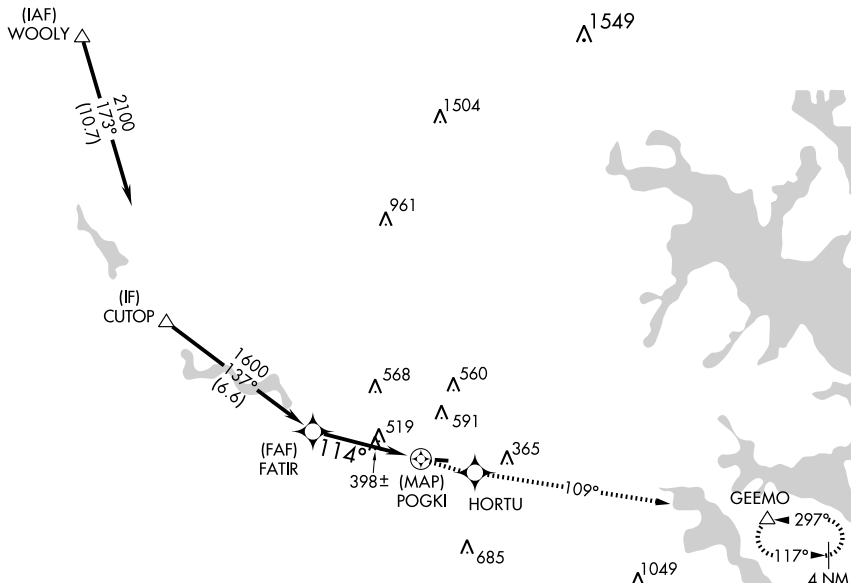 (IAF)
WOOLY
1549
2100
173°
(10.7)
1504
961
(IF)
CUTOP
1600
137°
(6.6)
568
560
591
519
(FAF)
FATIR
114°
398±
(MAP)
POGKI
365
HORTU
109°
GEEMO
297°
117°
4 NM
685
1049